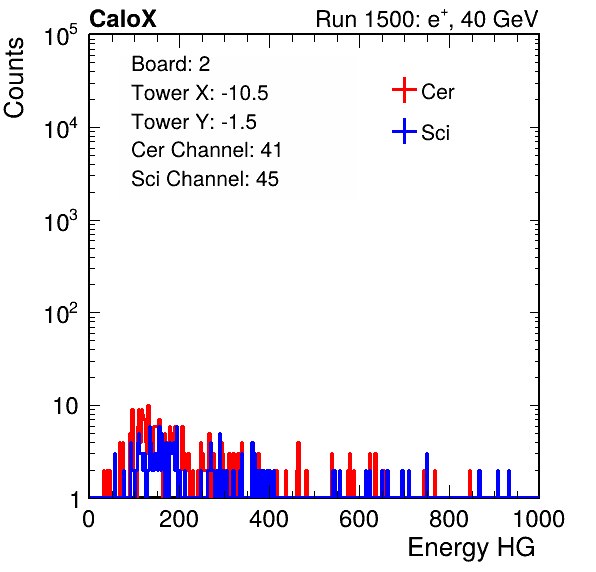 CaloX Run 1500: e⁺, 40 GeV
Counts
10⁵
10⁴
10³
10²
10
1
Board: 2
Tower X: -10.5
Tower Y: -1.5
Cer Channel: 41
Sci Channel: 45
Cer
Sci
0 200 400 600 800 1000
Energy HG